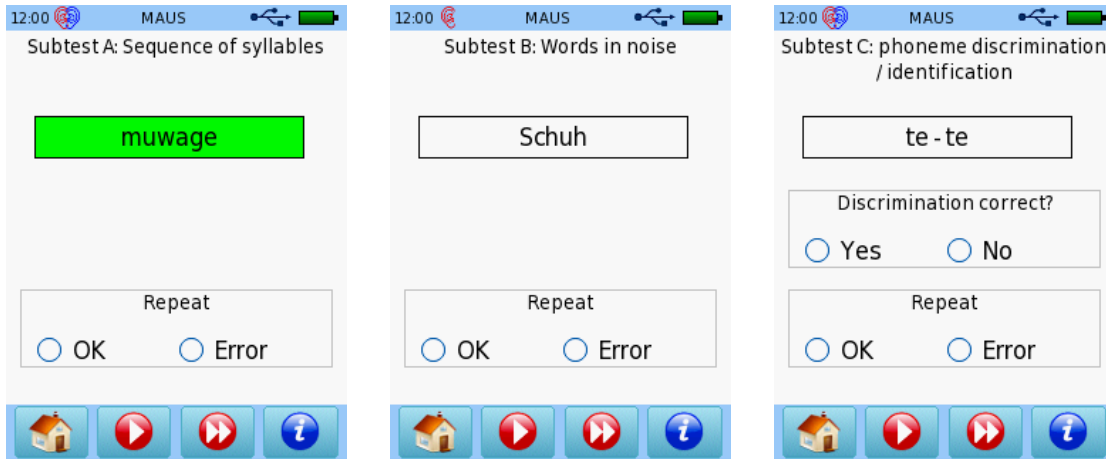 12:00 MAUS
Subtest A: Sequence of syllables
muwage
Repeat
OK Error
12:00 MAUS
Subtest B: Words in noise
Schuh
Repeat
OK Error
12:00 MAUS
Subtest C: phoneme discrimination
/ identification
te - te
Discrimination correct?
Yes No
Repeat
OK Error